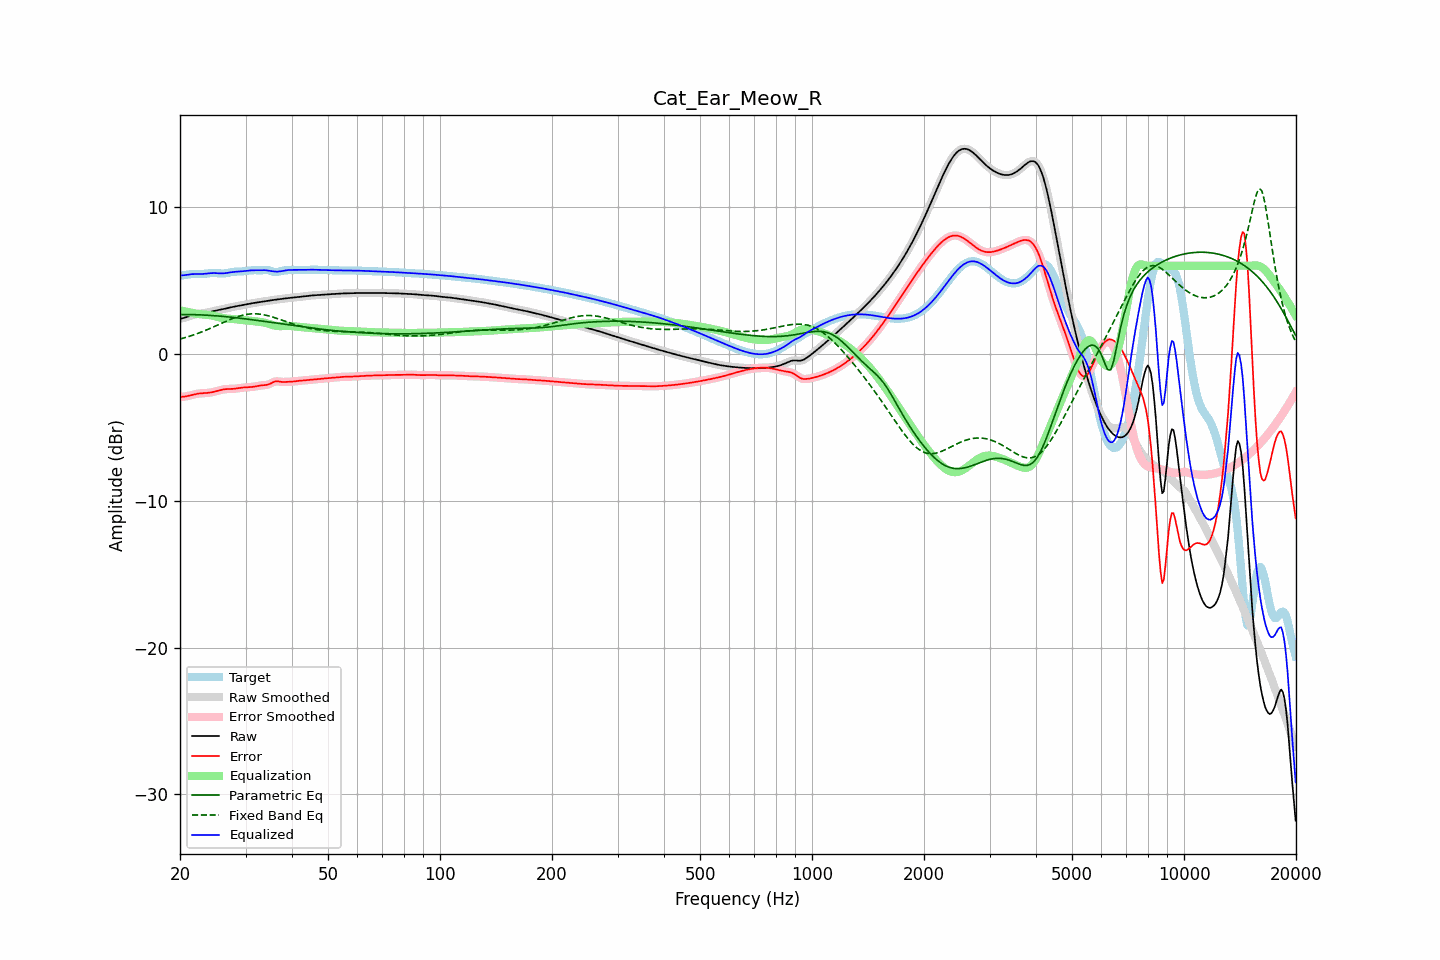 Cat_Ear_Meow_R
Amplitude (dBr)
10
0
−10
−20
−30
Target
Raw Smoothed
Error Smoothed
Raw
Error
Equalization
Parametric Eq
Fixed Band Eq
Equalized
20 50 100 200 500 1000 2000 5000 10000 20000
Frequency (Hz)